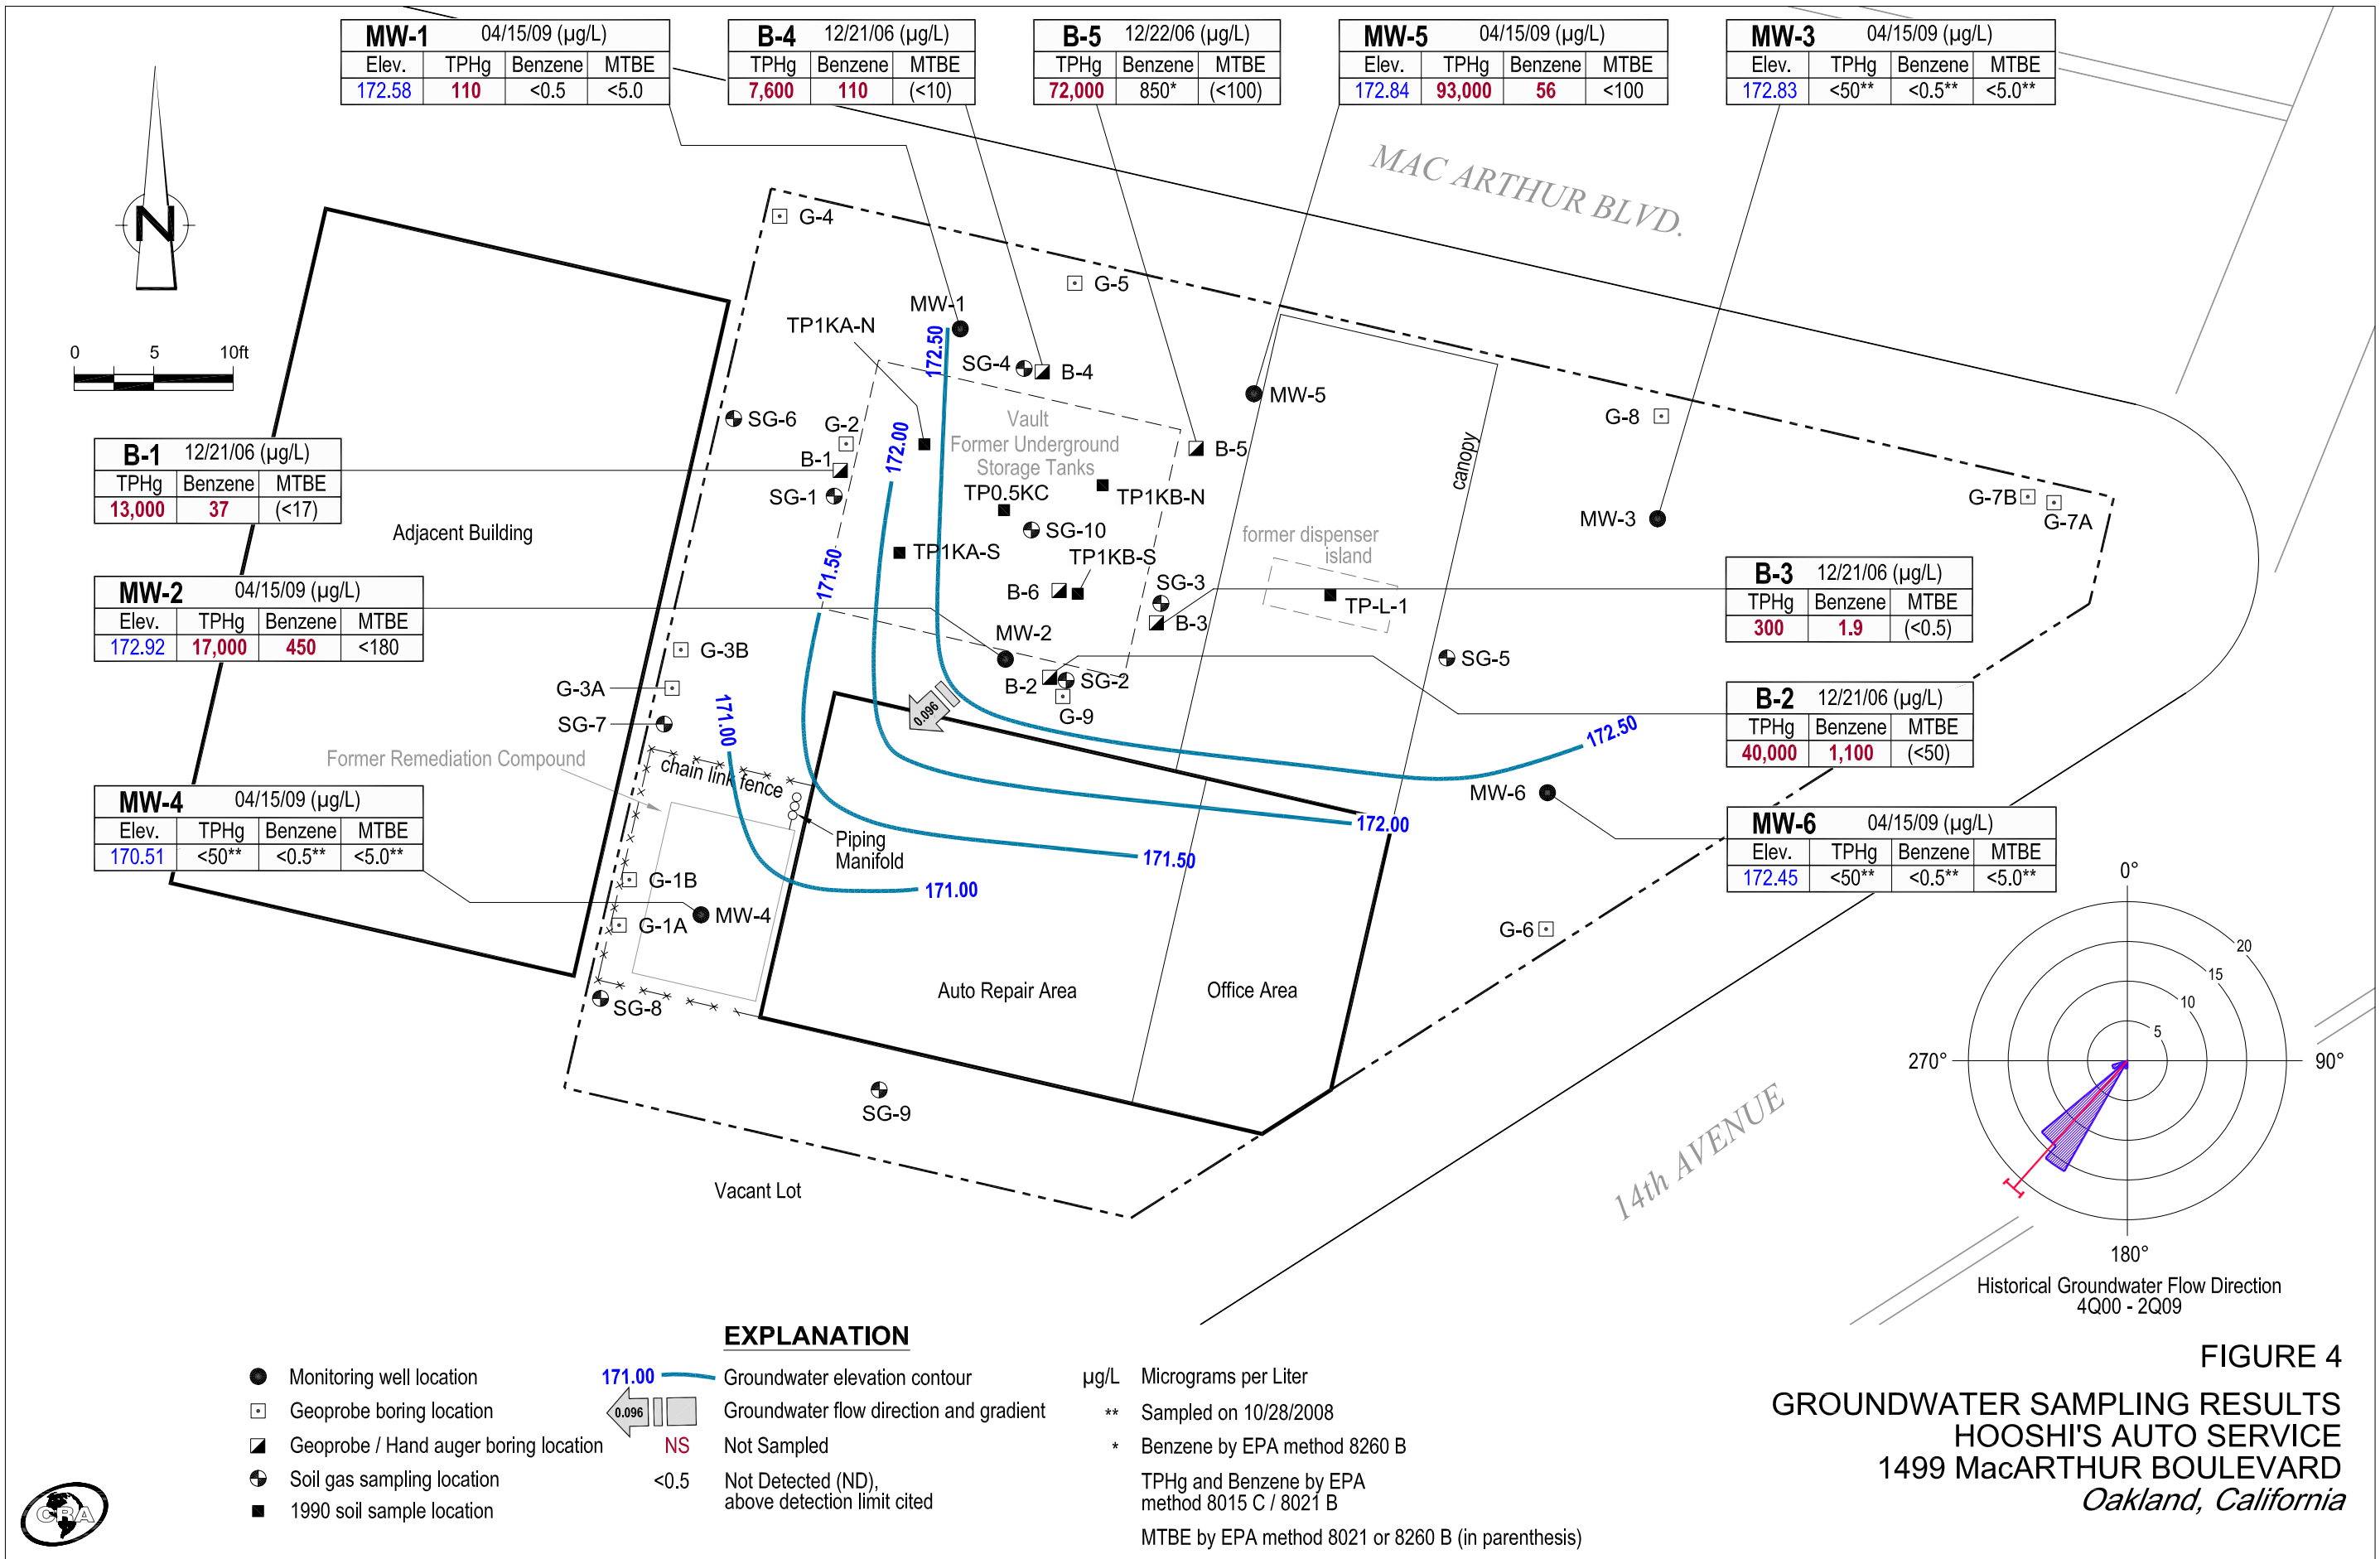 MW-1 04/15/09 (µg/L)
Elev. TPHg Benzene MTBE
172.58 110 <0.5 <5.0
B-4 12/21/06 (µg/L)
TPHg Benzene MTBE
7,600 110 (<10)
B-5 12/22/06 (µg/L)
TPHg Benzene MTBE
72,000 850* (<100)
MW-5 04/15/09 (µg/L)
Elev. TPHg Benzene MTBE
172.84 93,000 56 <100
MW-3 04/15/09 (µg/L)
Elev. TPHg Benzene MTBE
172.83 <50** <0.5** <5.0**
N
MAC ARTHUR BLVD.
G-4
G-5
MW-1
TP1KA-N
172.50
0 5 10ft
SG-4
B-4
MW-5
SG-6
G-2
172.00
Vault
Former Underground
Storage Tanks
B-5
canopy
G-8
B-1 12/21/06 (µg/L)
TPHg Benzene MTBE
13,000 37 (<17)
B-1
SG-1
TP0.5KC
TP1KB-N
MW-3
G-7B
G-7A
Adjacent Building
SG-10
former dispenser
island
TP1KA-S
TP1KB-S
171.50
B-6
SG-3
TP-L-1
B-3
MW-2 04/15/09 (µg/L)
Elev. TPHg Benzene MTBE
172.92 17,000 450 <180
B-3 12/21/06 (µg/L)
TPHg Benzene MTBE
300 1.9 (<0.5)
MW-2
G-3B
SG-5
G-3A
B-2
SG-2
G-9
0.096
B-2 12/21/06 (µg/L)
TPHg Benzene MTBE
40,000 1,100 (<50)
SG-7
171.00
172.50
Former Remediation Compound
chain link fence
MW-4 04/15/09 (µg/L)
Elev. TPHg Benzene MTBE
170.51 <50** <0.5** <5.0**
MW-6
MW-6 04/15/09 (µg/L)
Elev. TPHg Benzene MTBE
172.45 <50** <0.5** <5.0**
Piping
Manifold
172.00
171.50
171.00
G-1B
MW-4
G-1A
G-6
SG-8
Auto Repair Area
Office Area
SG-9
Vacant Lot
14th AVENUE
0°
20
15
10
5
270°
90°
180°
Historical Groundwater Flow Direction
4Q00 - 2Q09
EXPLANATION
Monitoring well location
Geoprobe boring location
Geoprobe / Hand auger boring location
Soil gas sampling location
1990 soil sample location
171.00 Groundwater elevation contour
0.096 Groundwater flow direction and gradient
NS Not Sampled
<0.5 Not Detected (ND),
above detection limit cited
µg/L Micrograms per Liter
** Sampled on 10/28/2008
* Benzene by EPA method 8260 B
TPHg and Benzene by EPA
method 8015 C / 8021 B
MTBE by EPA method 8021 or 8260 B (in parenthesis)
FIGURE 4
GROUNDWATER SAMPLING RESULTS
HOOSHI'S AUTO SERVICE
1499 MacARTHUR BOULEVARD
Oakland, California
CRA